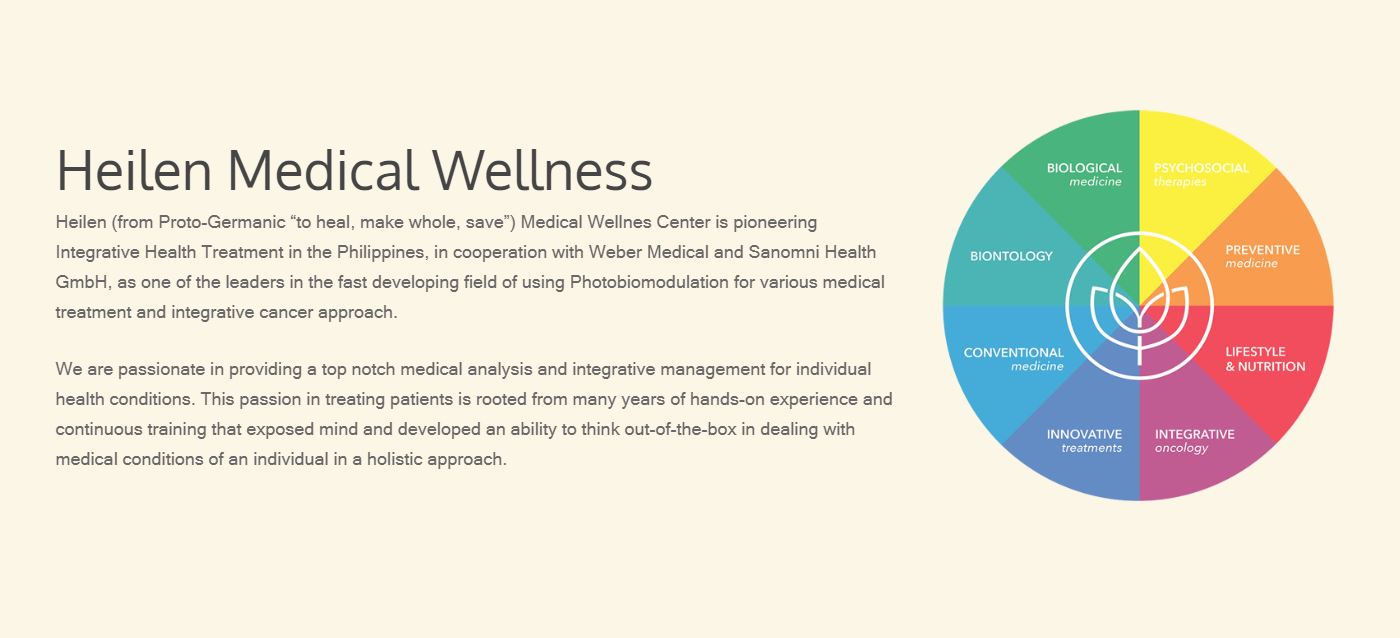 Heilen Medical Wellness
Heilen (from Proto-Germanic “to heal, make whole, save”) Medical Wellnes Center is pioneering
Integrative Health Treatment in the Philippines, in cooperation with Weber Medical and Sanomni Health
GmbH, as one of the leaders in the fast developing field of using Photobiomodulation for various medical
treatment and integrative cancer approach.
We are passionate in providing a top notch medical analysis and integrative management for individual
health conditions. This passion in treating patients is rooted from many years of hands-on experience and
continuous training that exposed mind and developed an ability to think out-of-the-box in dealing with
medical conditions of an individual in a holistic approach.
BIOLOGICAL
medicine
PSYCHOSOCIAL
therapies
PREVENTIVE
medicine
LIFESTYLE
& NUTRITION
INTEGRATIVE
oncology
INNOVATIVE
treatments
CONVENTIONAL
medicine
BIONTOLOGY